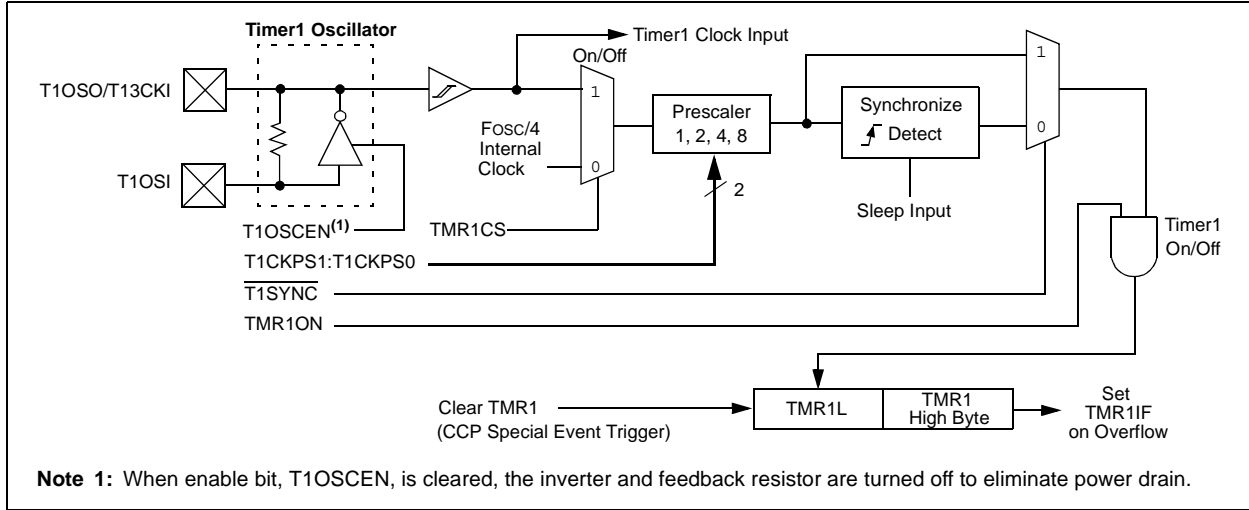 Timer1 Oscillator
Timer1 Clock Input
On/Off
T1OSO/T13CKI
1
1
Prescaler
1, 2, 4, 8
Synchronize
Detect
FOSC/4
Internal
Clock
0
0
2
T1OSI
Sleep Input
T1OSCEN(1)
TMR1CS
Timer1
On/Off
T1CKPS1:T1CKPS0
T1SYNC
TMR1ON
Clear TMR1
(CCP Special Event Trigger)
TMR1L
TMR1
High Byte
Set
TMR1IF
on Overflow
Note 1: When enable bit, T1OSCEN, is cleared, the inverter and feedback resistor are turned off to eliminate power drain.